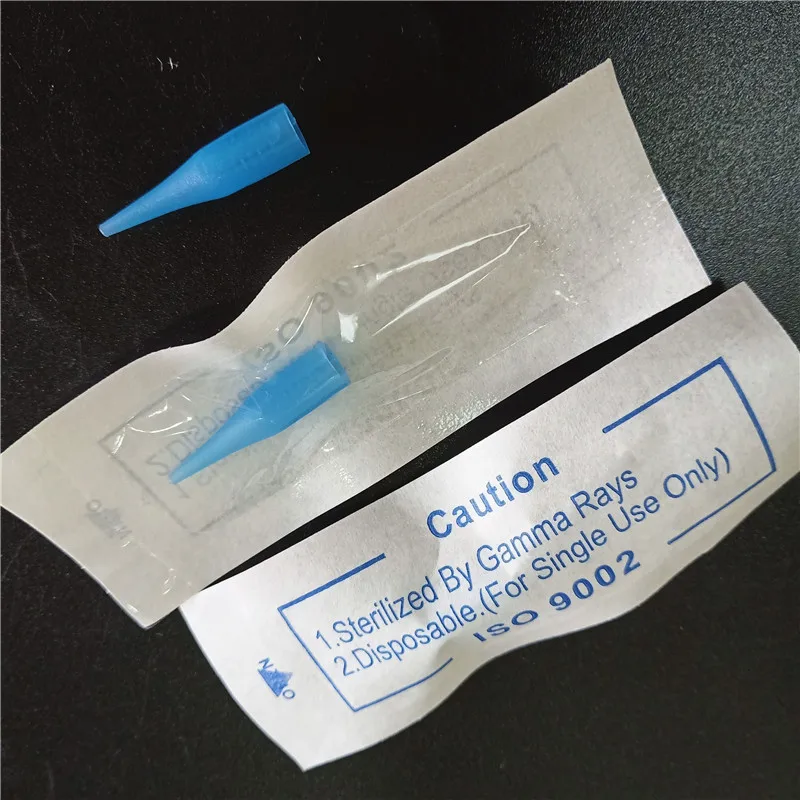 Caution
1.Sterilized By Gamma Rays
2.Disposable.(For Single Use Only)
ISO 9002